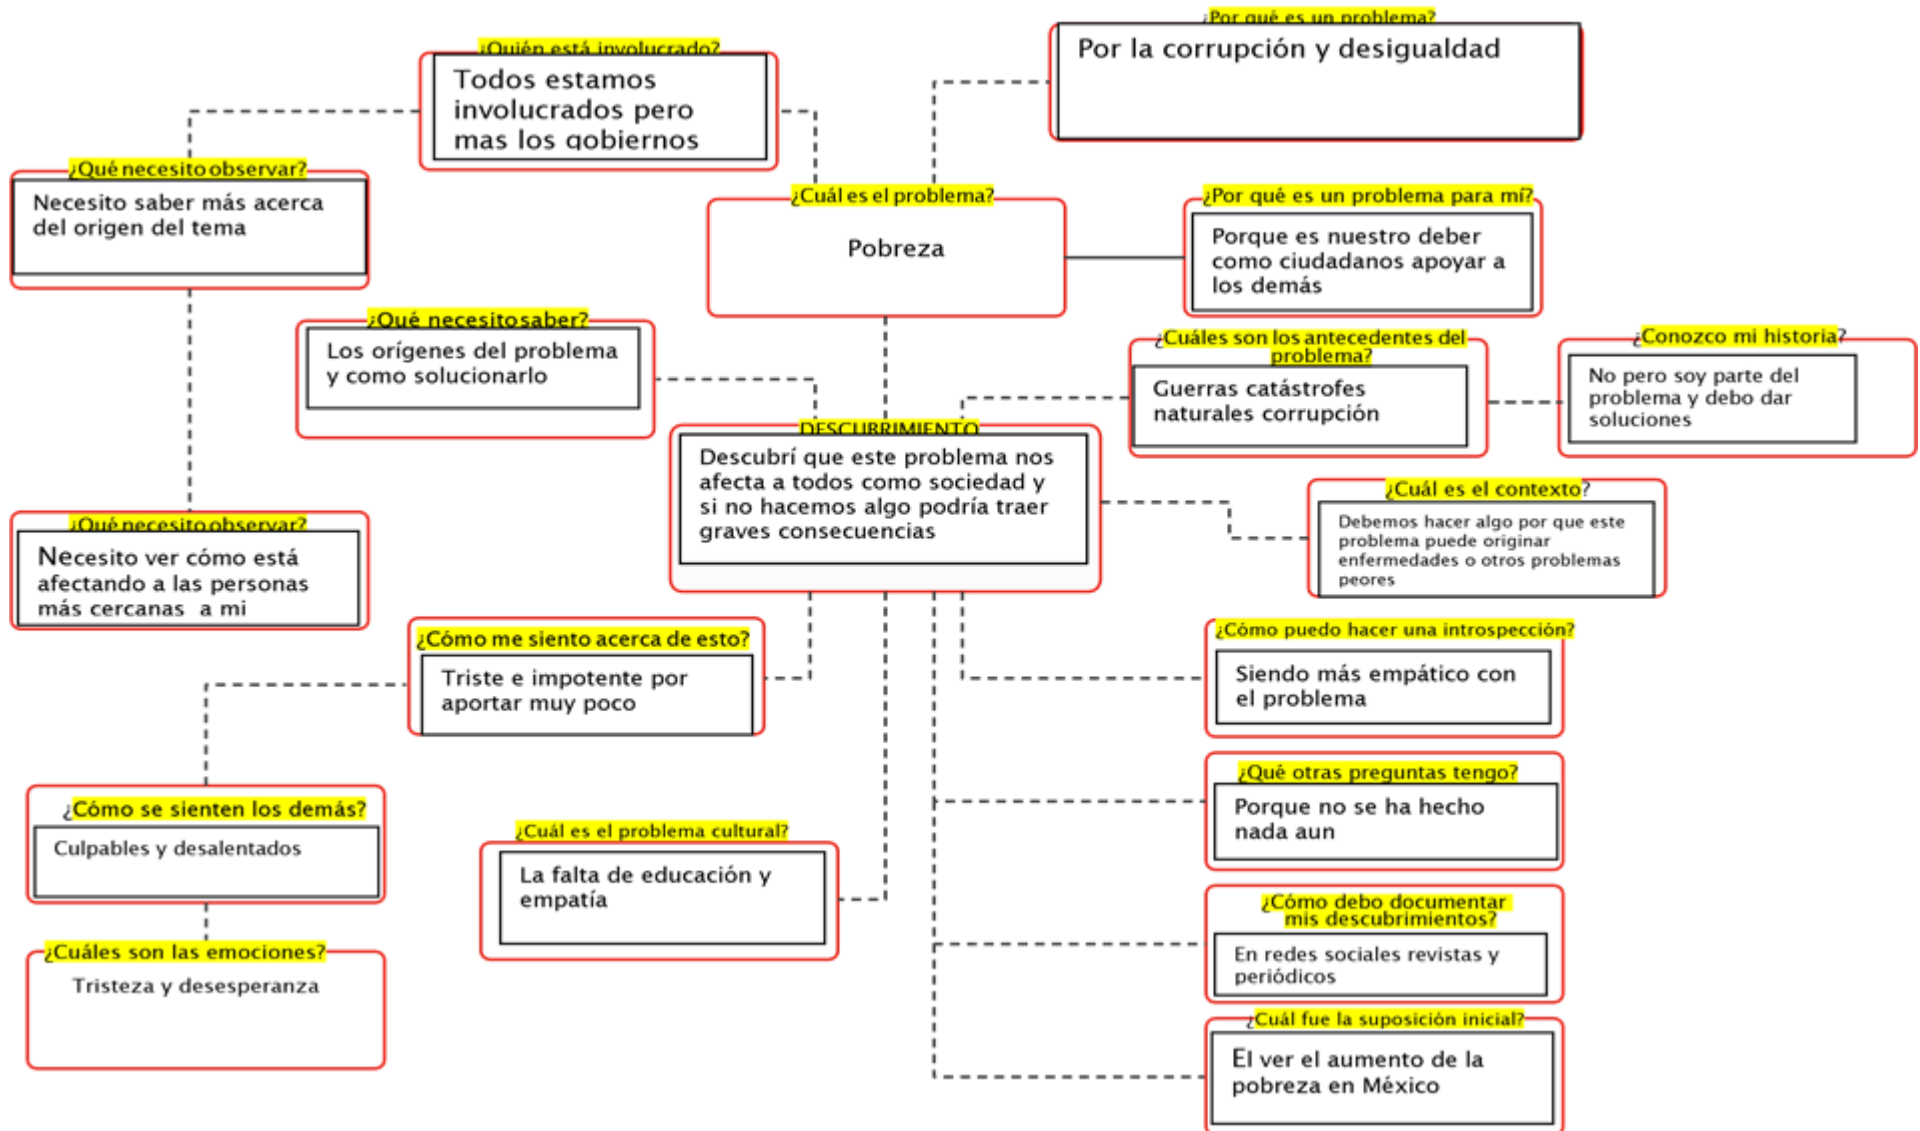 ¿Por qué es un problema?
Por la corrupción y desigualdad
¿Quién está involucrado?
Todos estamos
involucrados pero
mas los gobiernos
¿Qué necesito observar?
Necesito saber más acerca
del origen del tema
¿Cuál es el problema?
Pobreza
¿Por qué es un problema para mí?
Porque es nuestro deber
como ciudadanos apoyar a
los demás
¿Qué necesito saber?
Los orígenes del problema
y como solucionarlo
¿Cuáles son los antecedentes del
problema?
Guerras catástrofes
naturales corrupción
¿Conozco mi historia?
No pero soy parte del
problema y debo dar
soluciones
DESCUBRIMIENTO
Descubrí que este problema nos
afecta a todos como sociedad y
si no hacemos algo podría traer
graves consecuencias
¿Cuál es el contexto?
Debemos hacer algo por que este
problema puede originar
enfermedades o otros problemas
peores
¿Qué necesito observar?
Necesito ver cómo está
afectando a las personas
más cercanas a mi
¿Cómo me siento acerca de esto?
Triste e impotente por
aportar muy poco
¿Cómo puedo hacer una introspección?
Siendo más empático con
el problema
¿Cómo se sienten los demás?
Culpables y desalentados
¿Cuál es el problema cultural?
La falta de educación y
empatía
¿Qué otras preguntas tengo?
Porque no se ha hecho
nada aun
¿Cuáles son las emociones?
Tristeza y desesperanza
¿Cómo debo documentar
mis descubrimientos?
En redes sociales revistas y
periódicos
¿Cuál fue la suposición inicial?
El ver el aumento de la
pobreza en México